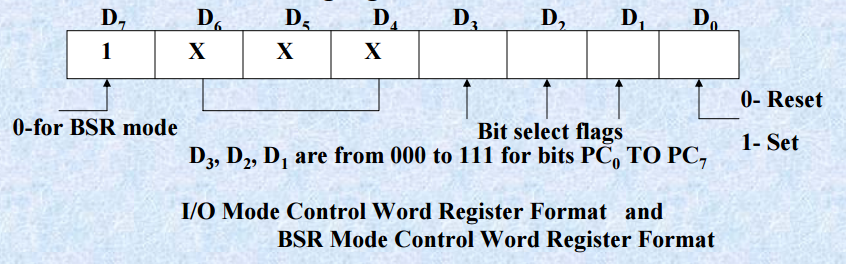 D₇ D₆ D₅ D₄ D₃ D₂ D₁ D₀
1 X X X
0- Reset
0-for BSR mode
Bit select flags
1- Set
D₃, D₂, D₁ are from 000 to 111 for bits PC₀ TO PC₇
I/O Mode Control Word Register Format and
BSR Mode Control Word Register Format